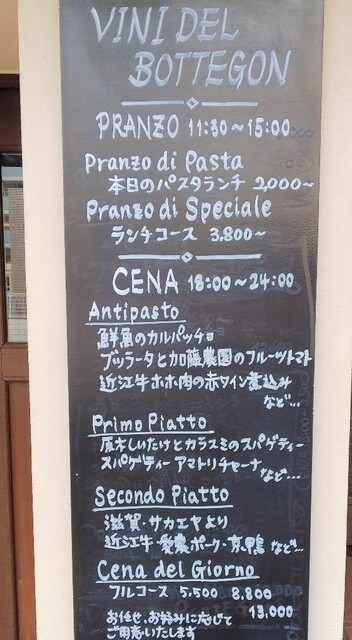 VINI DEL
BOTTEGON
PRANZO 11:30~15:00
Pranzo di Pasta
本日のパスタランチ 2,000~
Pranzo di Speciale
ランチコース 3,800~
CENA 18:00~24:00
Antipasto
鮮魚のカルパッチョ
ブッラータと加藤農園のフルーツトマト
近江牛ホホ肉の赤ワイン煮込み
など...
Primo Piatto
原木しいたけとカラスミのスパゲティー
スパゲティー アマトリチャーナ
など...
Secondo Piatto
滋賀・サカエヤより
近江牛・愛農ポーク・京鴨 など...
Cena del Giorno
フルコース 5,500 8,800
13,000
お任せ、お好みに応じて
ご用意いたします